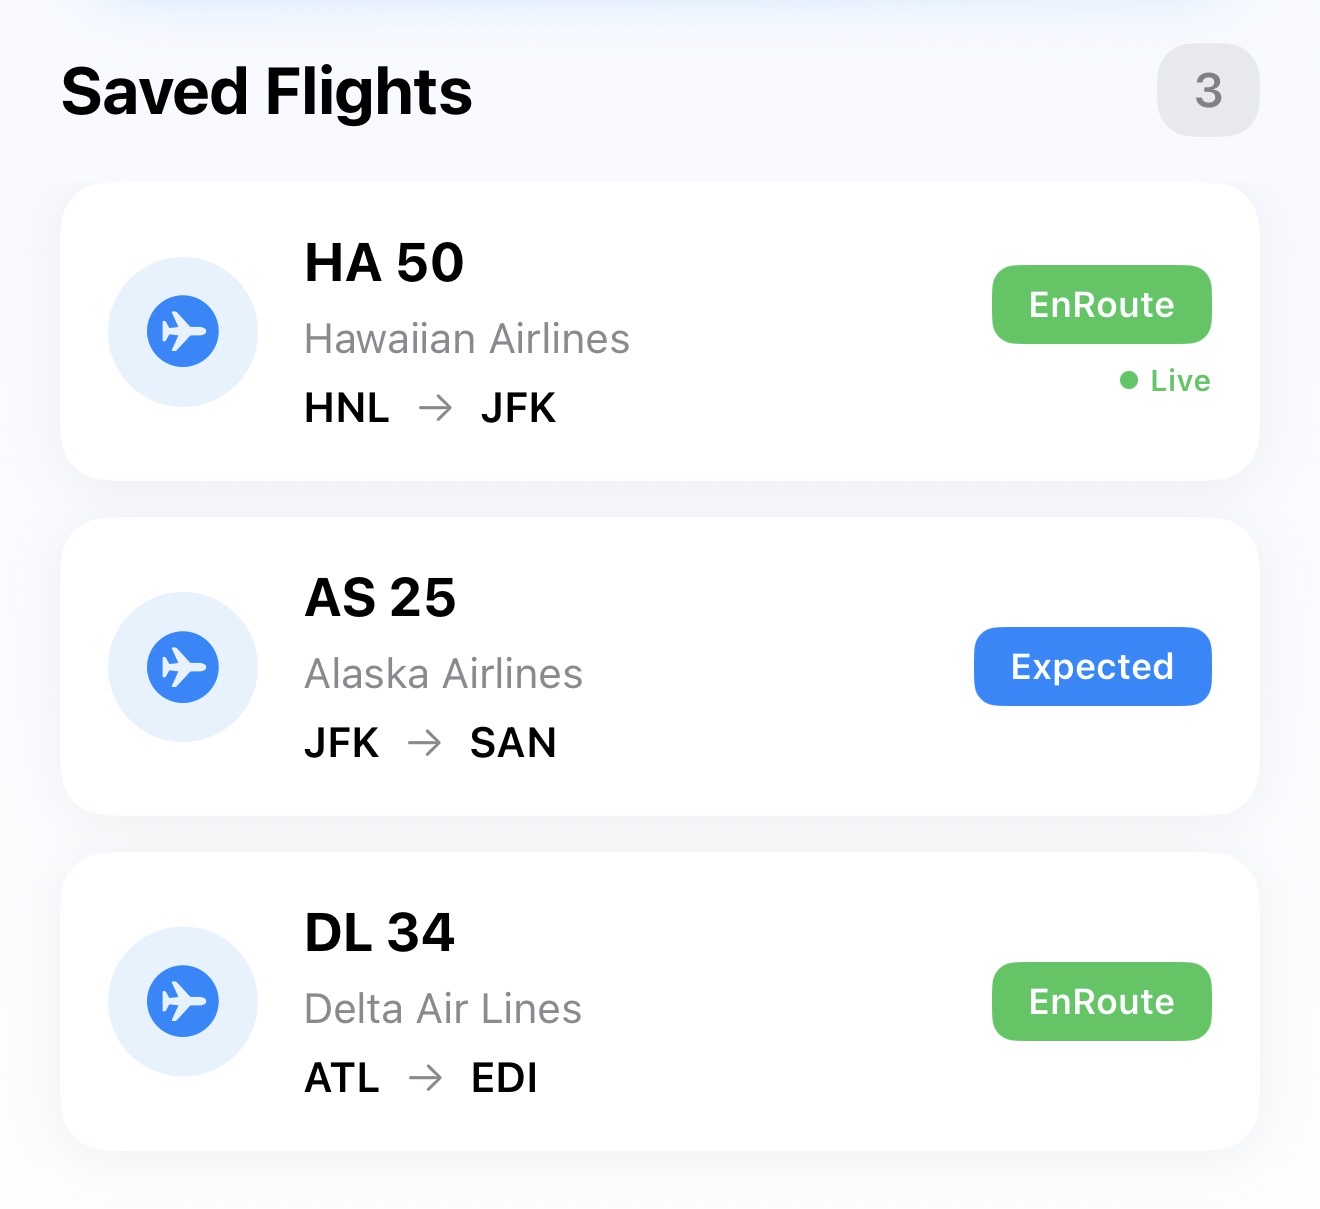 Saved Flights
3
HA 50
Hawaiian Airlines
HNL → JFK
EnRoute
Live
AS 25
Alaska Airlines
JFK → SAN
Expected
DL 34
Delta Air Lines
ATL → EDI
EnRoute